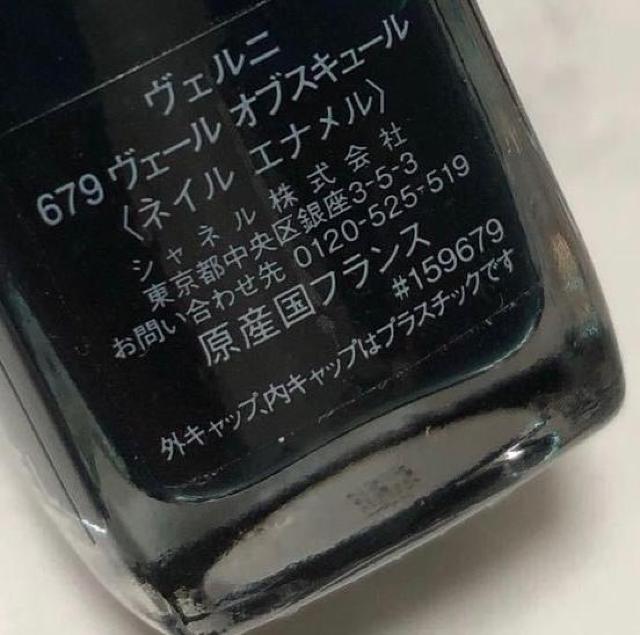 ヴェルニ
679 ヴェール オブスキュール
〈ネイル エナメル〉
シャネル株式会社
東京都中央区銀座3-5-3
お問い合わせ先 0120-525-519
原産国フランス
#159679
外キャップ、内キャップはプラスチックです